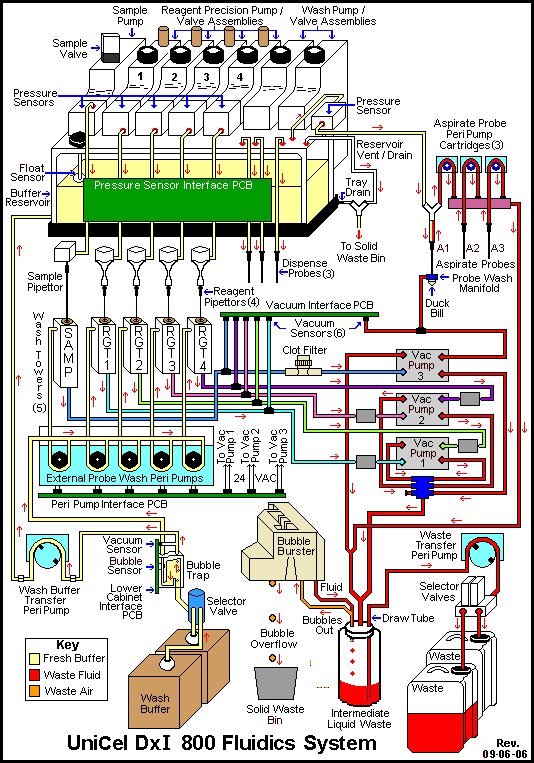 Sample
Pump
Reagent Precision Pump /
Valve Assemblies
Wash Pump /
Valve Assemblies
Sample
Valve
1
2
3
4
Pressure
Sensors
Pressure
Sensor
Aspirate Probe
Peri Pump
Cartridges (3)
Reservoir
Vent / Drain
Float
Sensor
Buffer
Reservoir
Pressure Sensor Interface PCB
Tray
Drain
To Solid
Waste Bin
A1
A2
A3
Aspirate Probes
Probe Wash
Manifold
Duck
Bill
Sample
Pipettor
Dispense
Probes (3)
Reagent
Pipettors (4)
Vacuum Interface PCB
Vacuum
Sensors (6)
Wash Towers (5)
SAMP
RGT1
RGT2
RGT3
RGT4
Clot Filter
Vac
Pump
3
Vac
Pump
2
Vac
Pump
1
To Vac
Pump 1
To Vac
Pump 2
To Vac
Pump 3
24 VAC
External Probe Wash Peri Pumps
Peri Pump Interface PCB
Vacuum
Sensor
Bubble
Sensor
Bubble
Trap
Lower
Cabinet
Interface
PCB
Wash Buffer
Transfer
Peri Pump
Selector
Valve
Bubble
Burster
Fluid
Bubbles
Out
Draw Tube
Waste
Transfer
Peri Pump
Selector
Valves
Bubble
Overflow
Solid Waste
Bin
Intermediate
Liquid Waste
Waste
Waste
Wash
Buffer
Key
Fresh Buffer
Waste Fluid
Waste Air
UniCel DxI 800 Fluidics System
Rev.
09-06-06